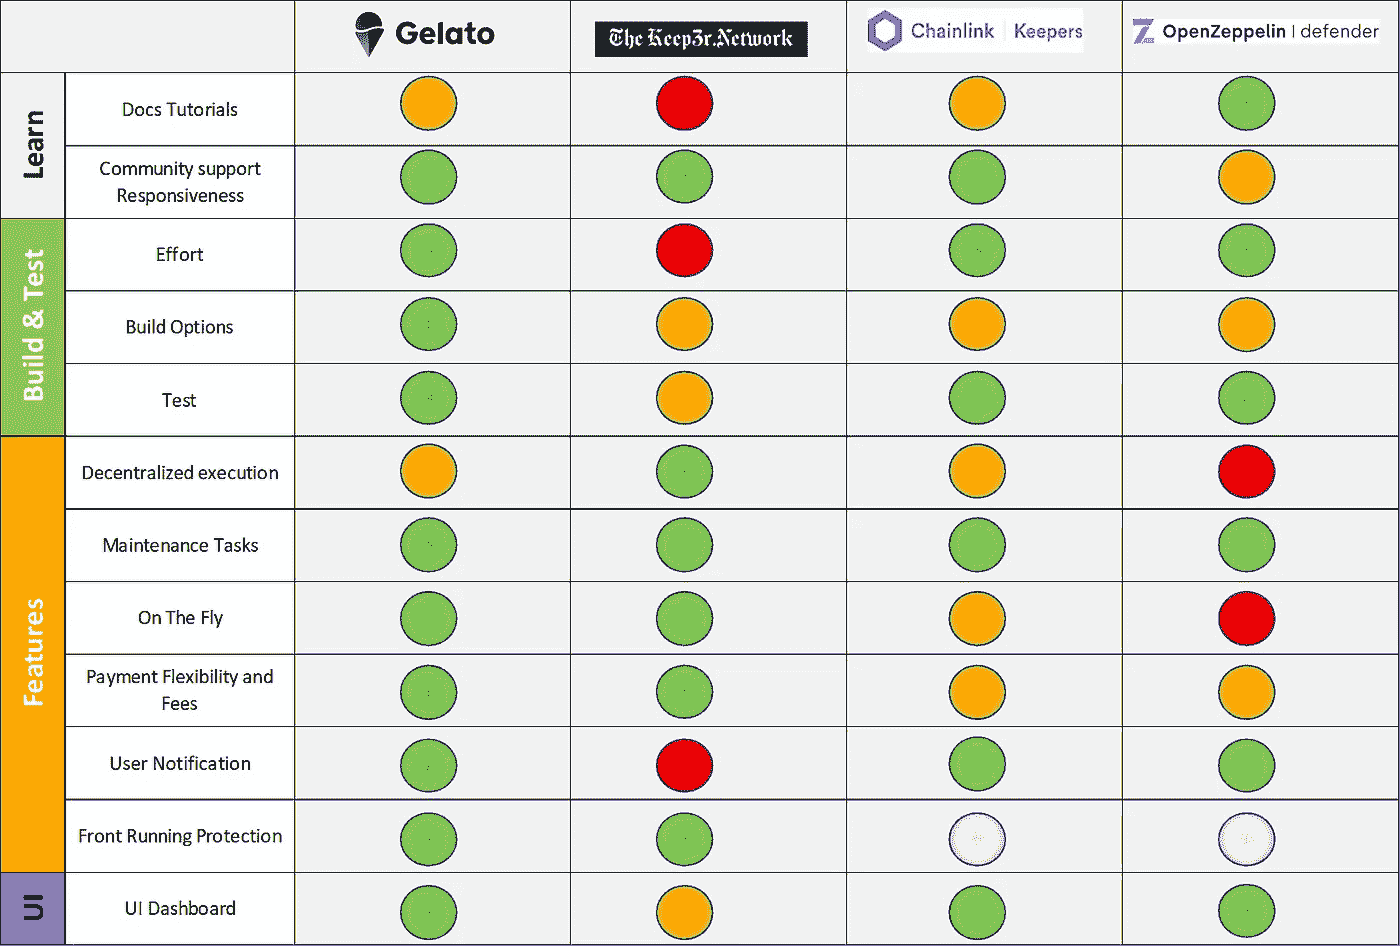 Gelato
The Keep3r.Network
Chainlink | Keepers
OpenZeppelin | defender
Learn
Docs Tutorials
Community support
Responsiveness
Build & Test
Effort
Build Options
Test
Features
Decentralized execution
Maintenance Tasks
On The Fly
Payment Flexibility and
Fees
User Notification
Front Running Protection
UI
UI Dashboard